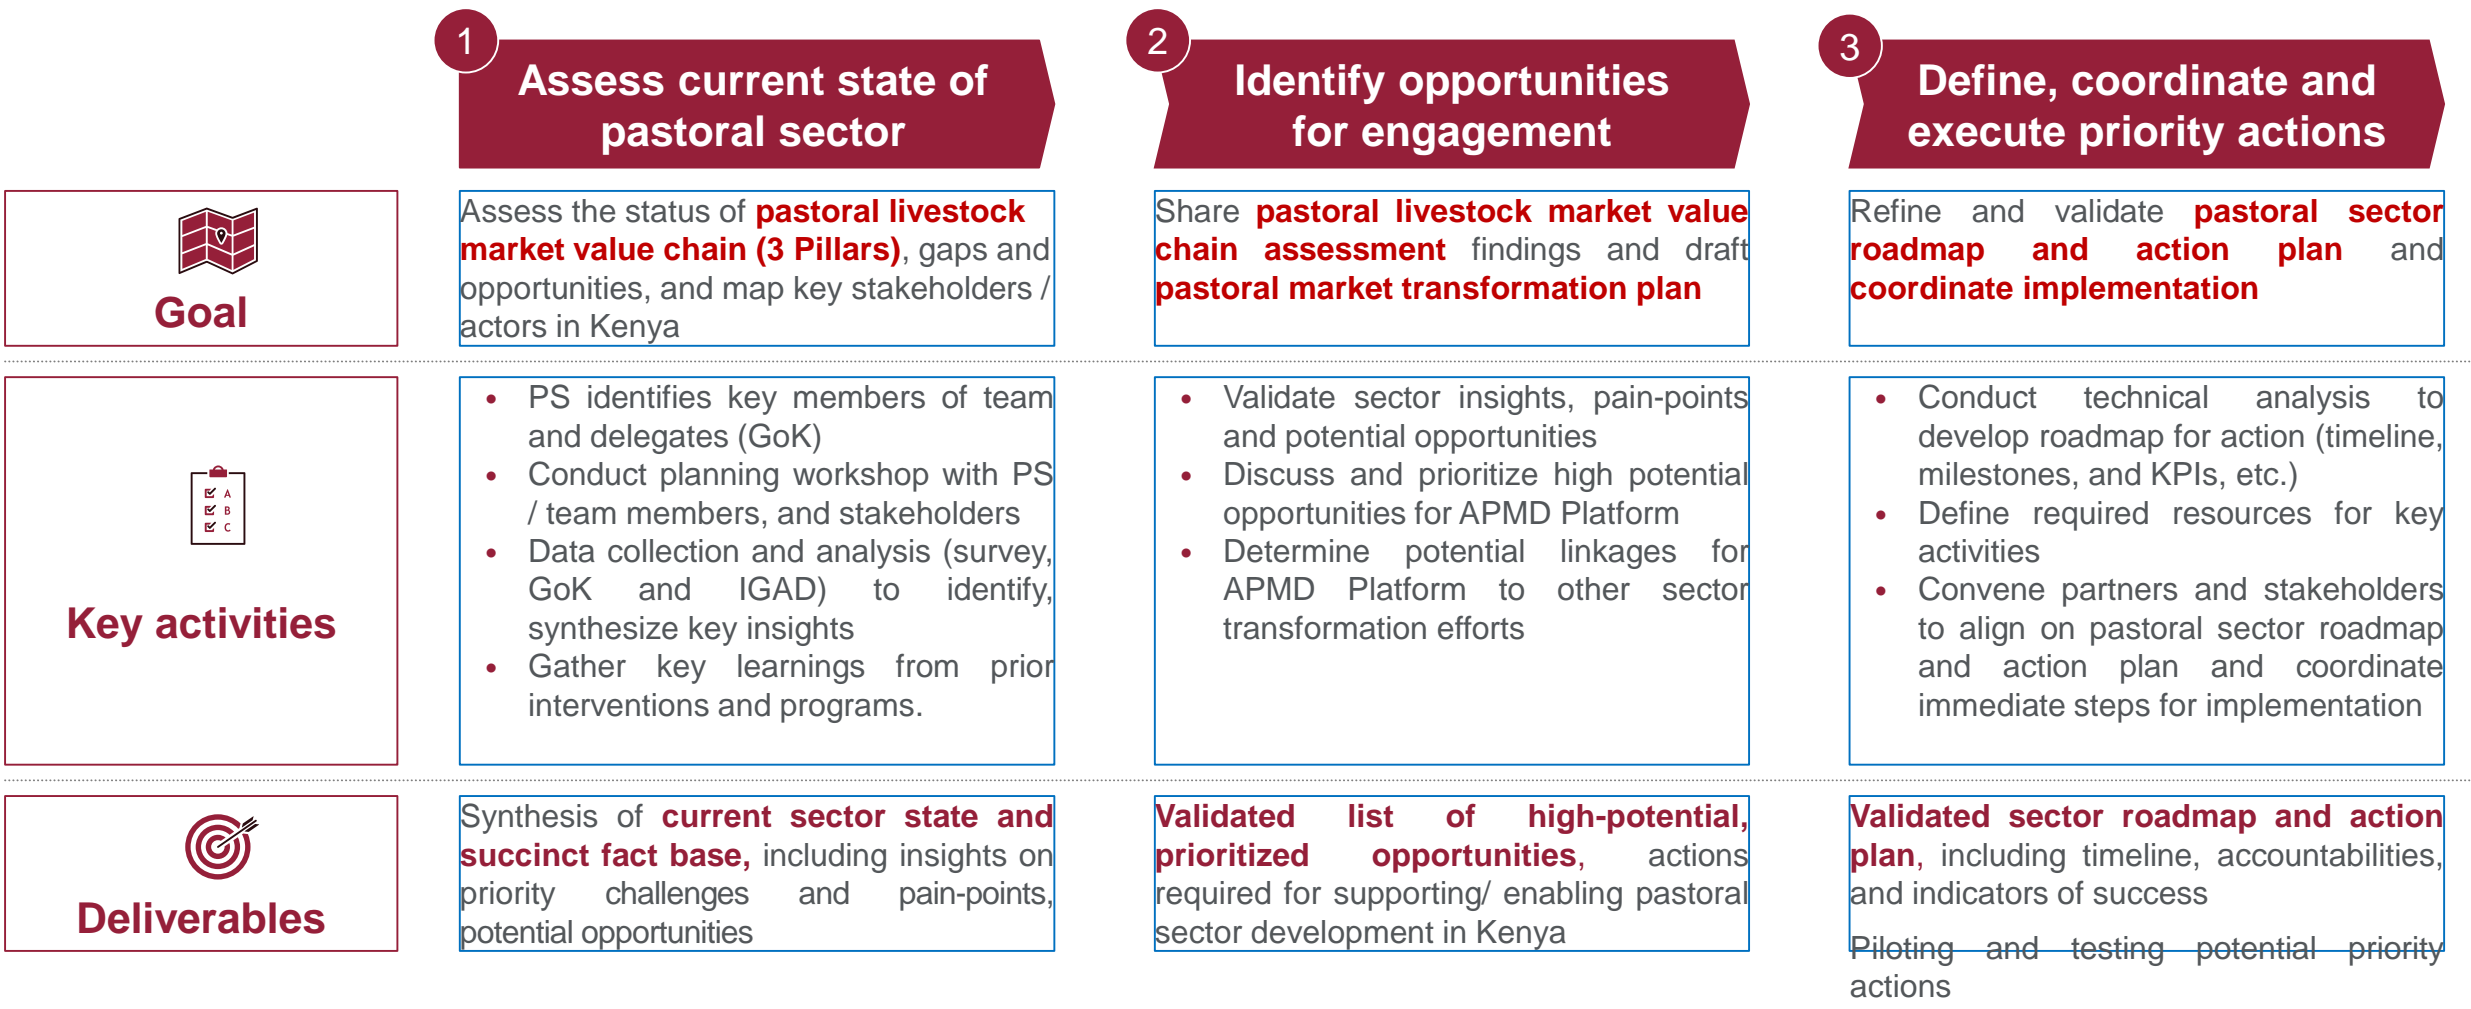 1
Assess current state of
pastoral sector
2
Identify opportunities
for engagement
3
Define, coordinate and
execute priority actions
Goal
Assess the status of pastoral livestock
market value chain (3 Pillars), gaps and
opportunities, and map key stakeholders /
actors in Kenya
Share pastoral livestock market value
chain assessment findings and draft
pastoral market transformation plan
Refine and validate pastoral sector
roadmap and action plan and
coordinate implementation
A
B
C
Key activities
• PS identifies key members of team
and delegates (GoK)
• Conduct planning workshop with PS
/ team members, and stakeholders
• Data collection and analysis (survey,
GoK and IGAD) to identify,
synthesize key insights
• Gather key learnings from prior
interventions and programs.
• Validate sector insights, pain-points
and potential opportunities
• Discuss and prioritize high potential
opportunities for APMD Platform
• Determine potential linkages for
APMD Platform to other sector
transformation efforts
• Conduct technical analysis to
develop roadmap for action (timeline,
milestones, and KPIs, etc.)
• Define required resources for key
activities
• Convene partners and stakeholders
to align on pastoral sector roadmap
and action plan and coordinate
immediate steps for implementation
Deliverables
Synthesis of current sector state and
succinct fact base, including insights on
priority challenges and pain-points,
potential opportunities
Validated list of high-potential,
prioritized opportunities, actions
required for supporting/ enabling pastoral
sector development in Kenya
Validated sector roadmap and action
plan, including timeline, accountabilities,
and indicators of success
Piloting and testing potential priority
actions